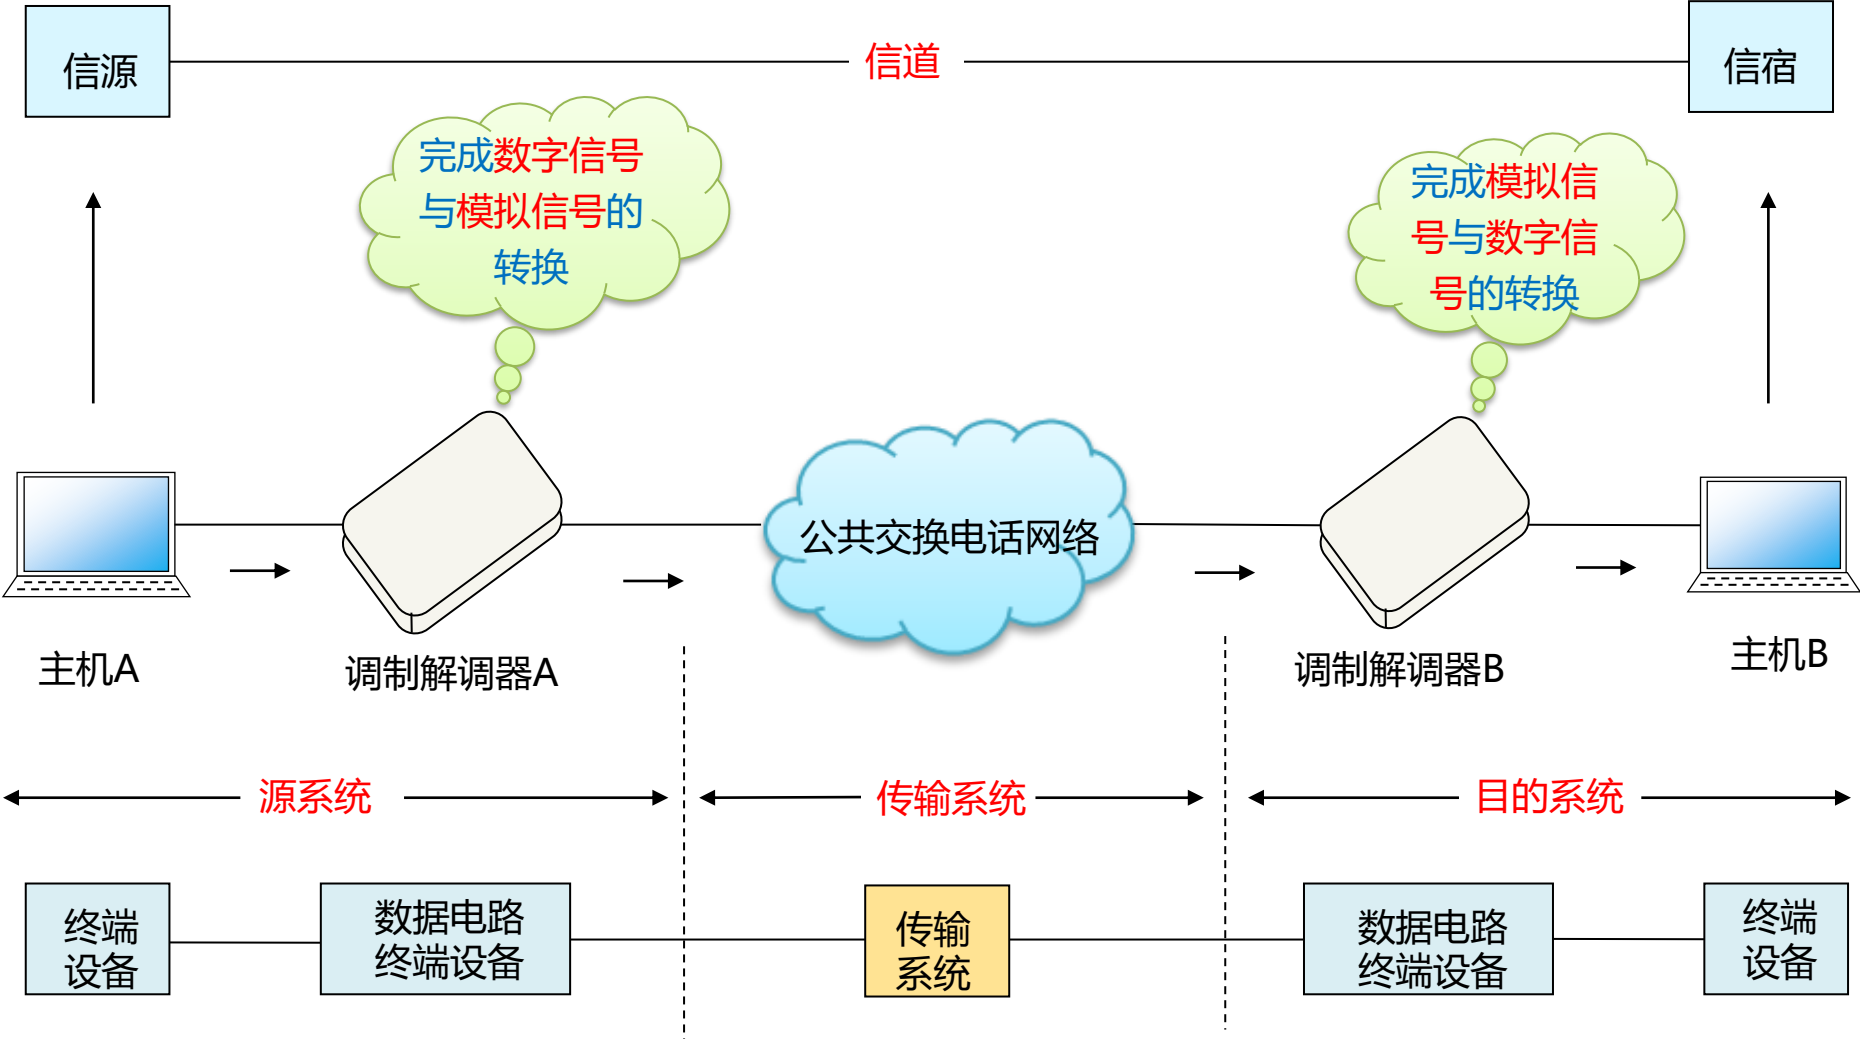 信源
信道
信宿
完成数字信号
与模拟信号的
转换
完成模拟信
号与数字信
号的转换
公共交换电话网络
主机A
调制解调器A
调制解调器B
主机B
源系统
传输系统
目的系统
终端
设备
数据电路
终端设备
传输
系统
数据电路
终端设备
终端
设备